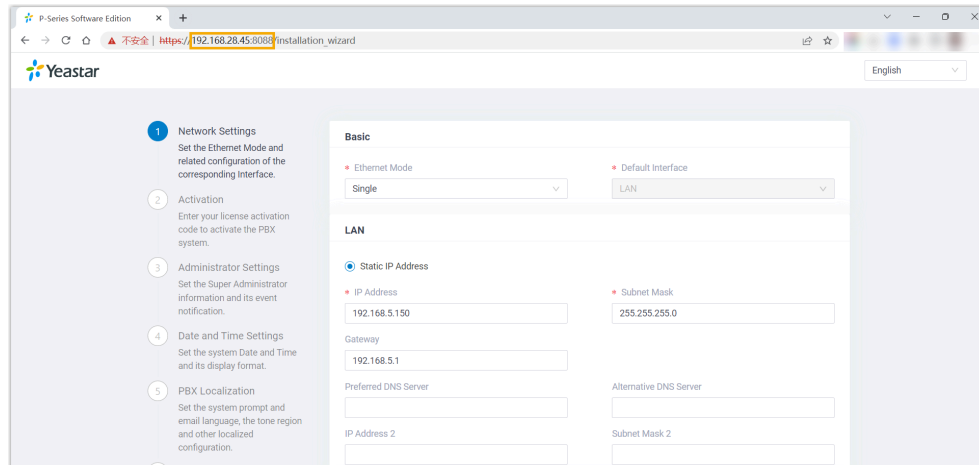 P-Series Software Edition
不安全 | https://192.168.28.45:8088/installation_wizard
Yeastar
English
1 Network Settings
Set the Ethernet Mode and
related configuration of the
corresponding Interface.
2 Activation
Enter your license activation
code to activate the PBX
system.
3 Administrator Settings
Set the Super Administrator
information and its event
notification.
4 Date and Time Settings
Set the system Date and Time
and its display format.
5 PBX Localization
Set the system prompt and
email language, the tone region
and other localized
configuration.
Basic
* Ethernet Mode
* Default Interface
Single
LAN
LAN
Static IP Address
* IP Address
* Subnet Mask
192.168.5.150
255.255.255.0
Gateway
192.168.5.1
Preferred DNS Server
Alternative DNS Server
IP Address 2
Subnet Mask 2